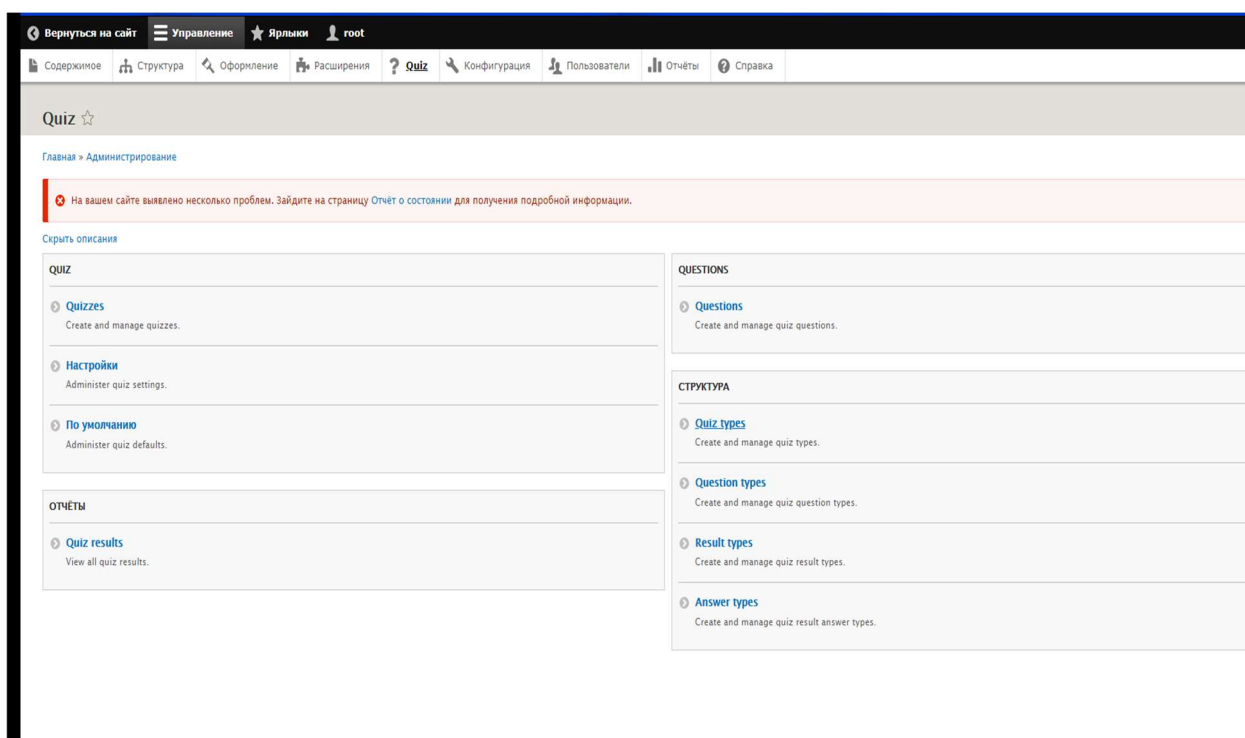 Вернуться на сайт Управление Ярлыки root
Содержимое Структура Оформление Расширения Quiz Конфигурация Пользователи Отчёты Справка
Quiz
Главная » Администрирование
На вашем сайте выявлено несколько проблем. Зайдите на страницу Отчёт о состоянии для получения подробной информации.
Скрыть описания
QUIZ
Quizzes
Create and manage quizzes.
Настройки
Administer quiz settings.
По умолчанию
Administer quiz defaults.
ОТЧЁТЫ
Quiz results
View all quiz results.
QUESTIONS
Questions
Create and manage quiz questions.
СТРУКТУРА
Quiz types
Create and manage quiz types.
Question types
Create and manage quiz question types.
Result types
Create and manage quiz result types.
Answer types
Create and manage quiz result answer types.